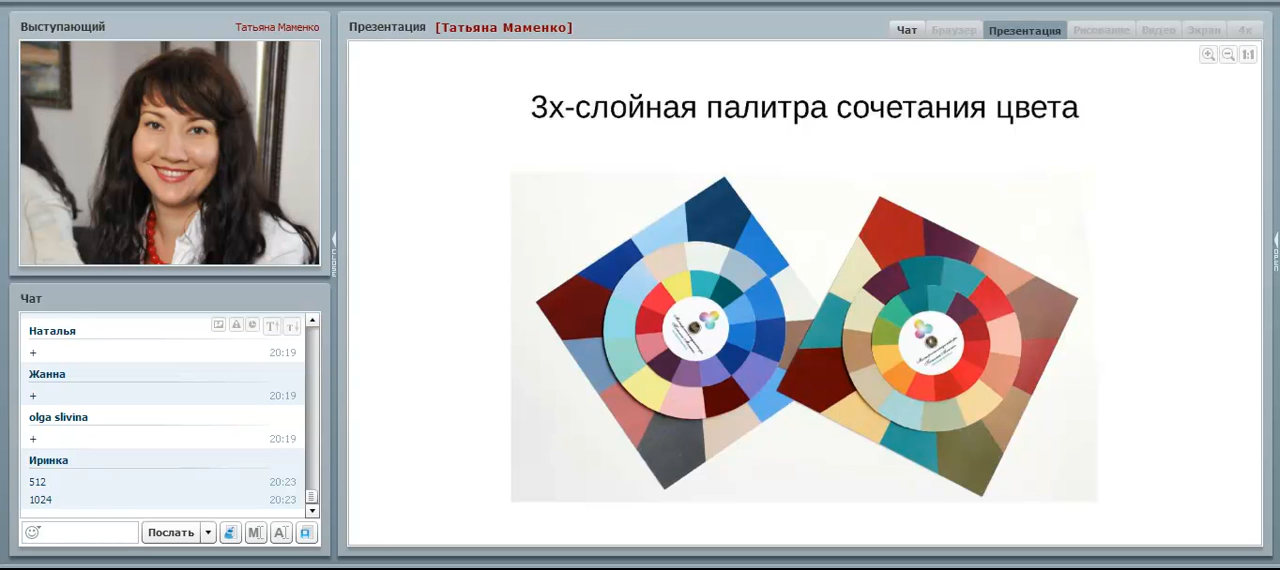 Выступающий
Татьяна Маменко
Чат
Наталья
+
20:19
Жанна
+
20:19
olga slivina
+
20:19
Иринка
512
20:23
1024
20:23
Послать
Презентация
[Татьяна Маменко]
Чат
Браузер
Презентация
Рисование
Видео
Экран
4x
1:1
3х-слойная палитра сочетания цвета